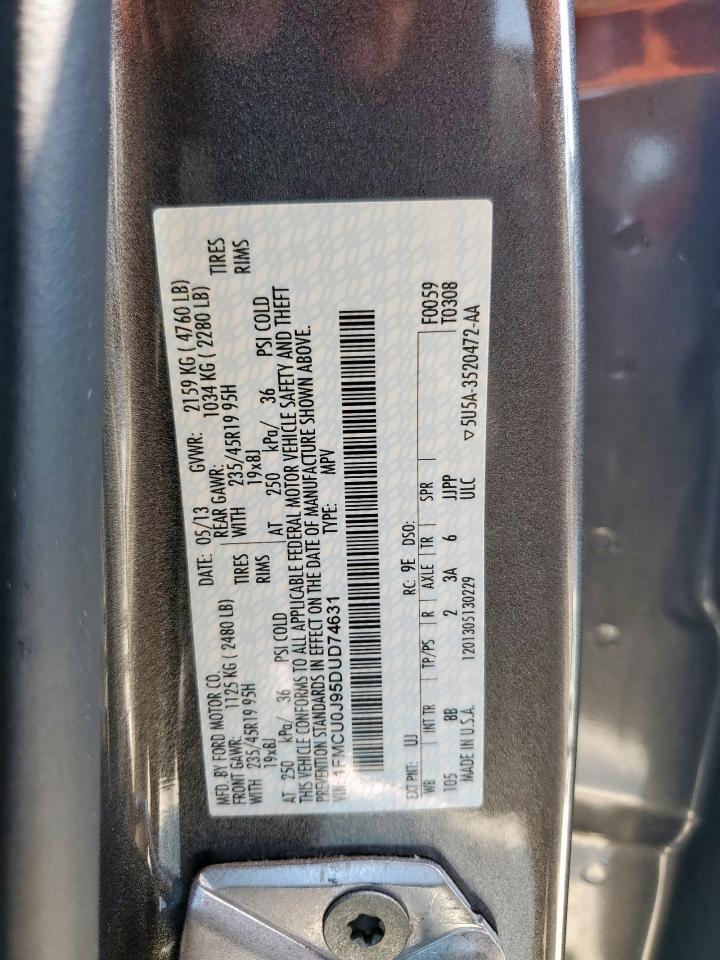 MFD. BY FORD MOTOR CO.
DATE: 05/13 GVWR: 2159 KG ( 4760 LB)
FRONT GAWR: 1125 KG ( 2480 LB) REAR GAWR: 1034 KG ( 2280 LB)
WITH 235/45R19 95H TIRES WITH 235/45R19 95H TIRES
19x8J RIMS 19x8J RIMS
AT 250 kPa/ 36 PSI COLD AT 250 kPa/ 36 PSI COLD
THIS VEHICLE CONFORMS TO ALL APPLICABLE FEDERAL MOTOR VEHICLE SAFETY AND THEFT
PREVENTION STANDARDS IN EFFECT ON THE DATE OF MANUFACTURE SHOWN ABOVE.
VIN: 1FMCU0J95DUD74631 TYPE: MPV
EXT PNT: UJ RC: 9E DSO: F0059
WB INT TR TP/PS R AXLE TR SPR T0308
105 8B 2 3A 6 JJPP
MADE IN U.S.A. 1201305130229 ULC ▽5U5A-3520472-AA